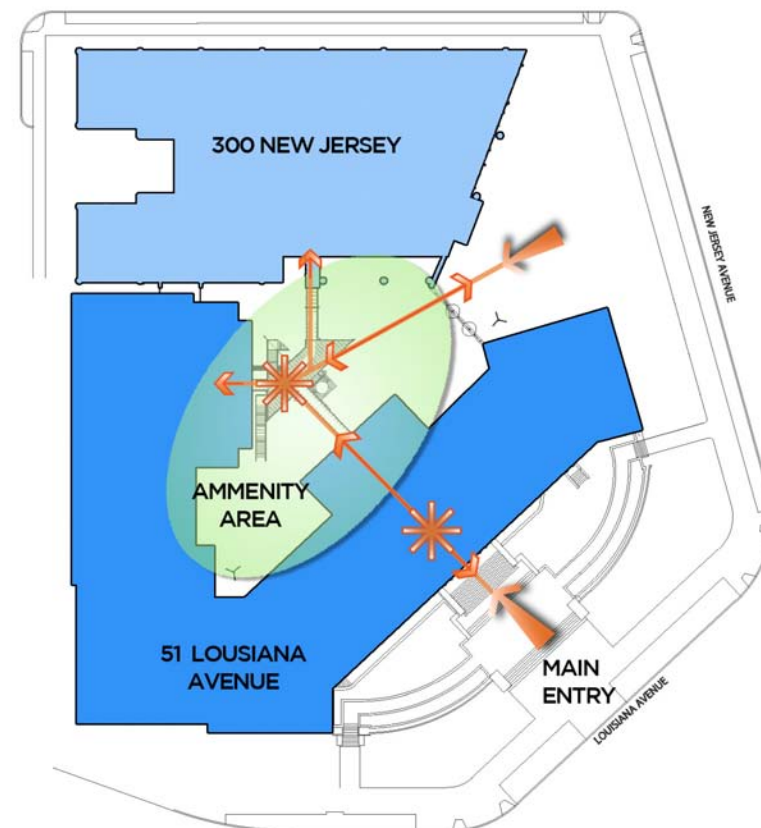 300 NEW JERSEY
NEW JERSEY AVENUE
AMMENITY
AREA
51 LOUSIANA
AVENUE
MAIN
ENTRY
LOUISIANA AVENUE